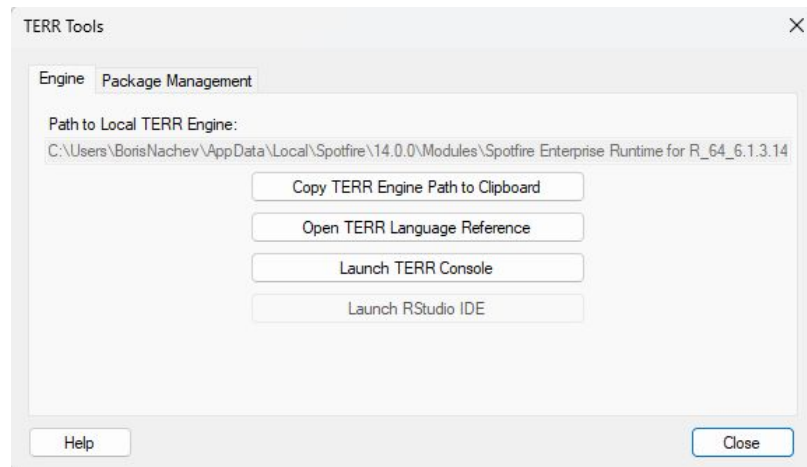 TERR Tools
Engine Package Management
Path to Local TERR Engine:
C:\Users\BorisNachev\AppData\Local\Spotfire\14.0.0\Modules\Spotfire Enterprise Runtime for R_64_6.1.3.14
Copy TERR Engine Path to Clipboard
Open TERR Language Reference
Launch TERR Console
Launch RStudio IDE
Help Close